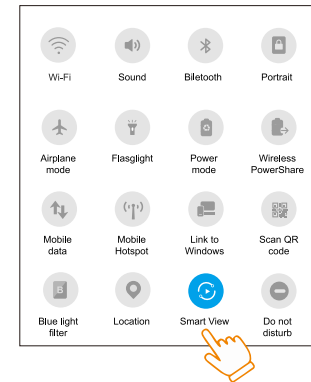 Wi-Fi Sound Biletooth Portrait
Airplane mode Flasglight Power mode Wireless PowerShare
Mobile data Mobile Hotspot Link to Windows Scan QR code
B
Blue light filter Location Smart View Do not disturb